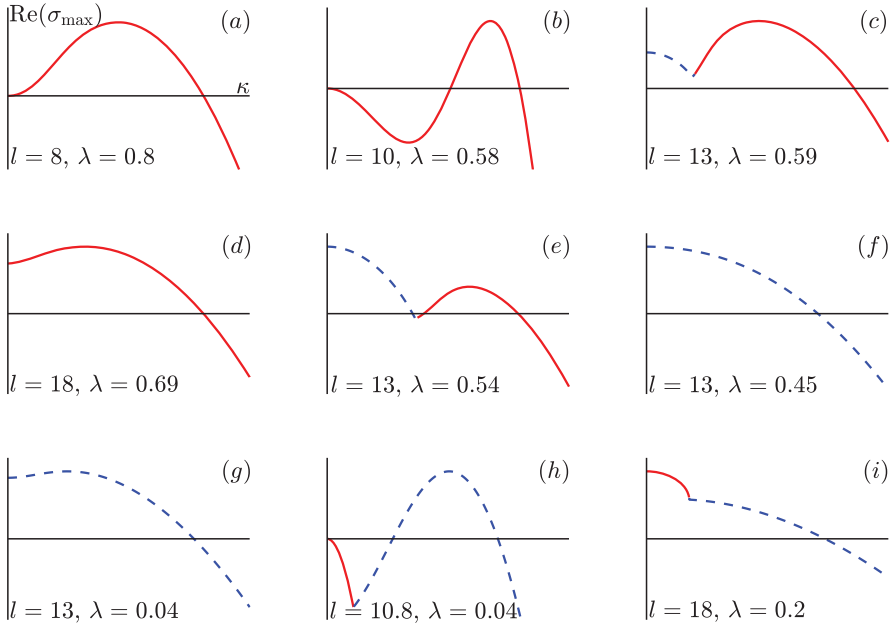 Re(σ_max) (a)
κ
l = 8, λ = 0.8
(b)
l = 10, λ = 0.58
(c)
l = 13, λ = 0.59
(d)
l = 18, λ = 0.69
(e)
l = 13, λ = 0.54
(f)
l = 13, λ = 0.45
(g)
l = 13, λ = 0.04
(h)
l = 10.8, λ = 0.04
(i)
l = 18, λ = 0.2